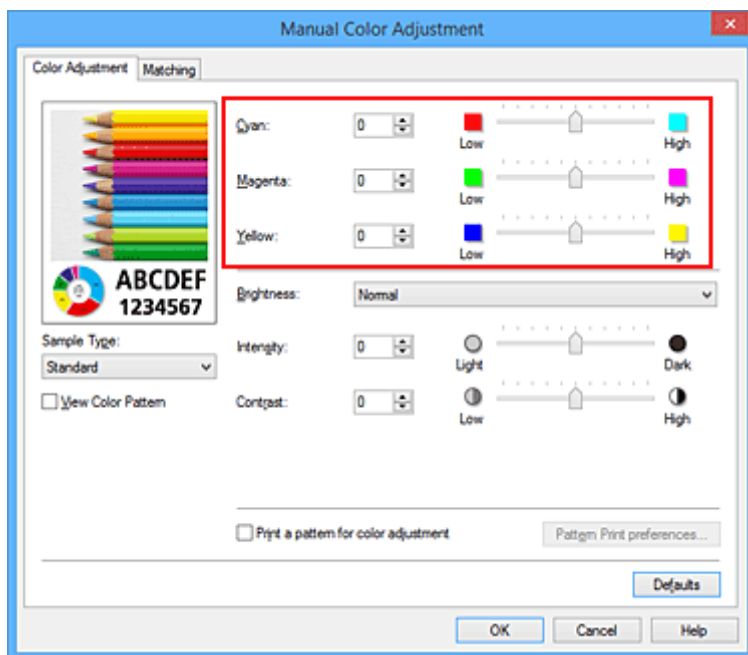 Manual Color Adjustment
Color Adjustment Matching
Cyan: 0 Low High
Magenta: 0 Low High
Yellow: 0 Low High
ABCDEF
1234567
Brightness: Normal
Sample Type:
Standard
Intensity: 0 Light Dark
View Color Pattern
Contrast: 0 Low High
Print a pattern for color adjustment Pattern Print preferences...
Defaults
OK Cancel Help